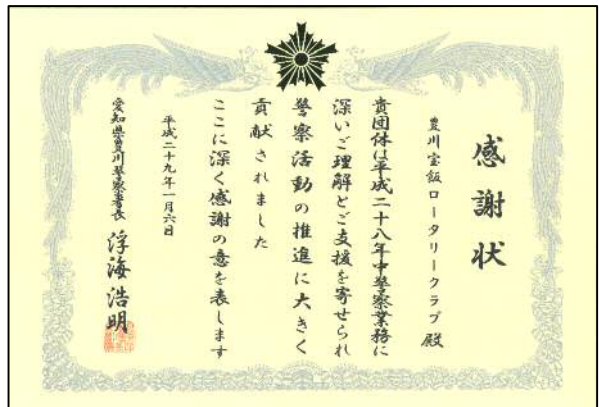 感謝状
豊川宝飯ロータリークラブ殿
貴団体は平成二十八年中警察業務に
深いご理解とご支援を寄せられ
警察活動の推進に大きく
貢献されました
ここに深く感謝の意を表します
平成二十九年一月六日
愛知県豊川警察署長 浮海浩明